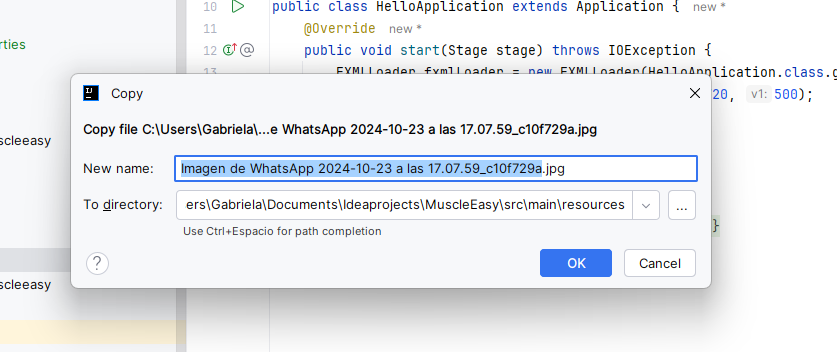 10 public class HelloApplication extends Application { new *
11 @Override new *
rties
12 @ public void start(Stage stage) throws IOException {
13 FXMLLoader fxmlLoader = new FXMLLoader(HelloApplication.class.g
IJ Copy
20, v1: 500);
Copy file C:\Users\Gabriela\...e WhatsApp 2024-10-23 a las 17.07.59_c10f729a.jpg
scleeasy
New name: Imagen de WhatsApp 2024-10-23 a las 17.07.59_c10f729a.jpg
To directory: ers\Gabriela\Documents\Ideaprojects\MuscleEasy\src\main\resources ...
}
Use Ctrl+Espacio for path completion
? OK Cancel
scleeasy